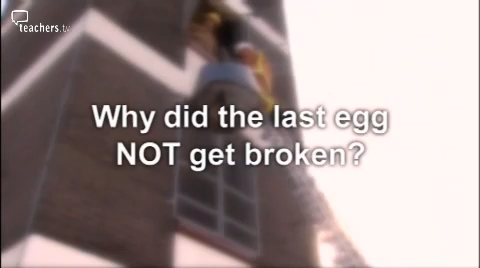 teachers.tv
Why did the last egg
NOT get broken?